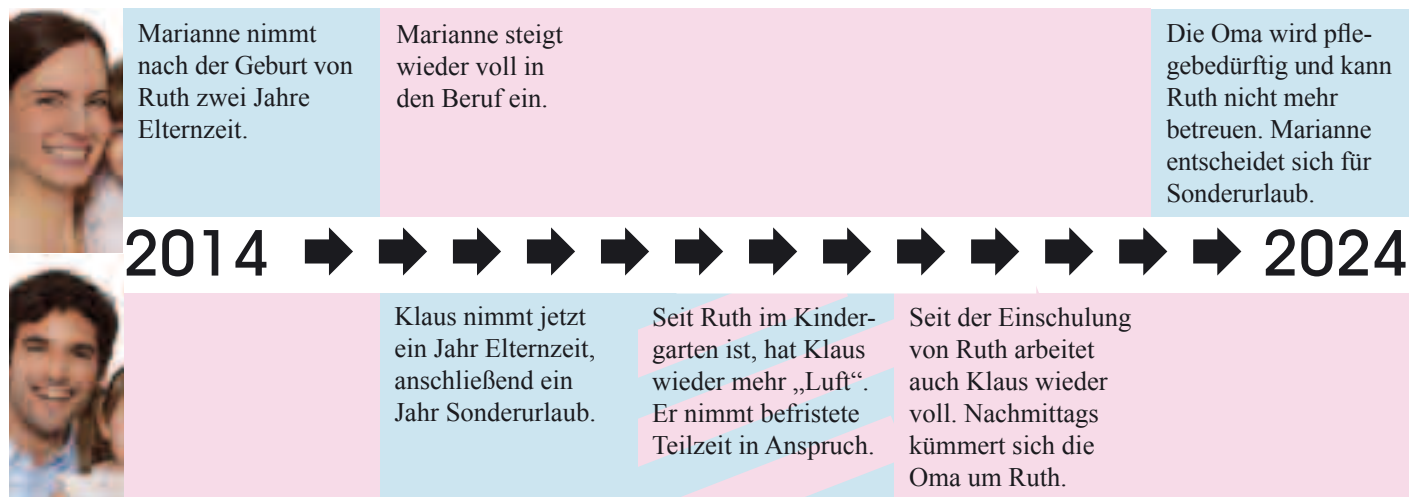 Marianne nimmt
nach der Geburt von
Ruth zwei Jahre
Elternzeit.
Marianne steigt
wieder voll in
den Beruf ein.
Die Oma wird pfle-
gebedürftig und kann
Ruth nicht mehr
betreuen. Marianne
entscheidet sich für
Sonderurlaub.
2014
2024
Klaus nimmt jetzt
ein Jahr Elternzeit,
anschließend ein
Jahr Sonderurlaub.
Seit Ruth im Kinder-
garten ist, hat Klaus
wieder mehr „Luft“.
Er nimmt befristete
Teilzeit in Anspruch.
Seit der Einschulung
von Ruth arbeitet
auch Klaus wieder
voll. Nachmittags
kümmert sich die
Oma um Ruth.